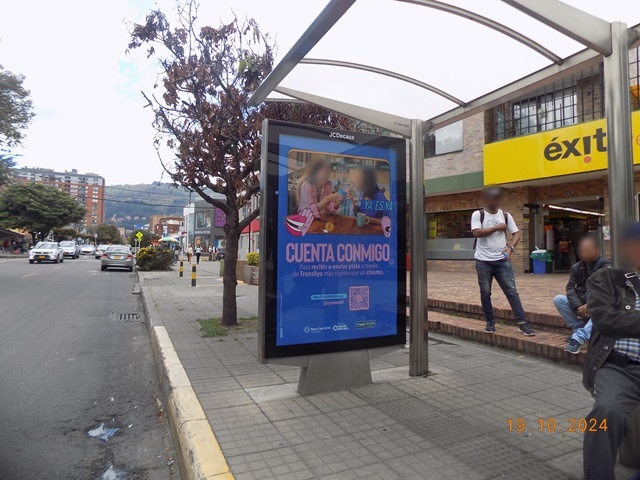 JCDecaux
YA ES YA
CUENTA CONMIGO
Para recibir o enviar plata a través
de Transfiya más rápido que un chisme.
éxito
19.10.2024